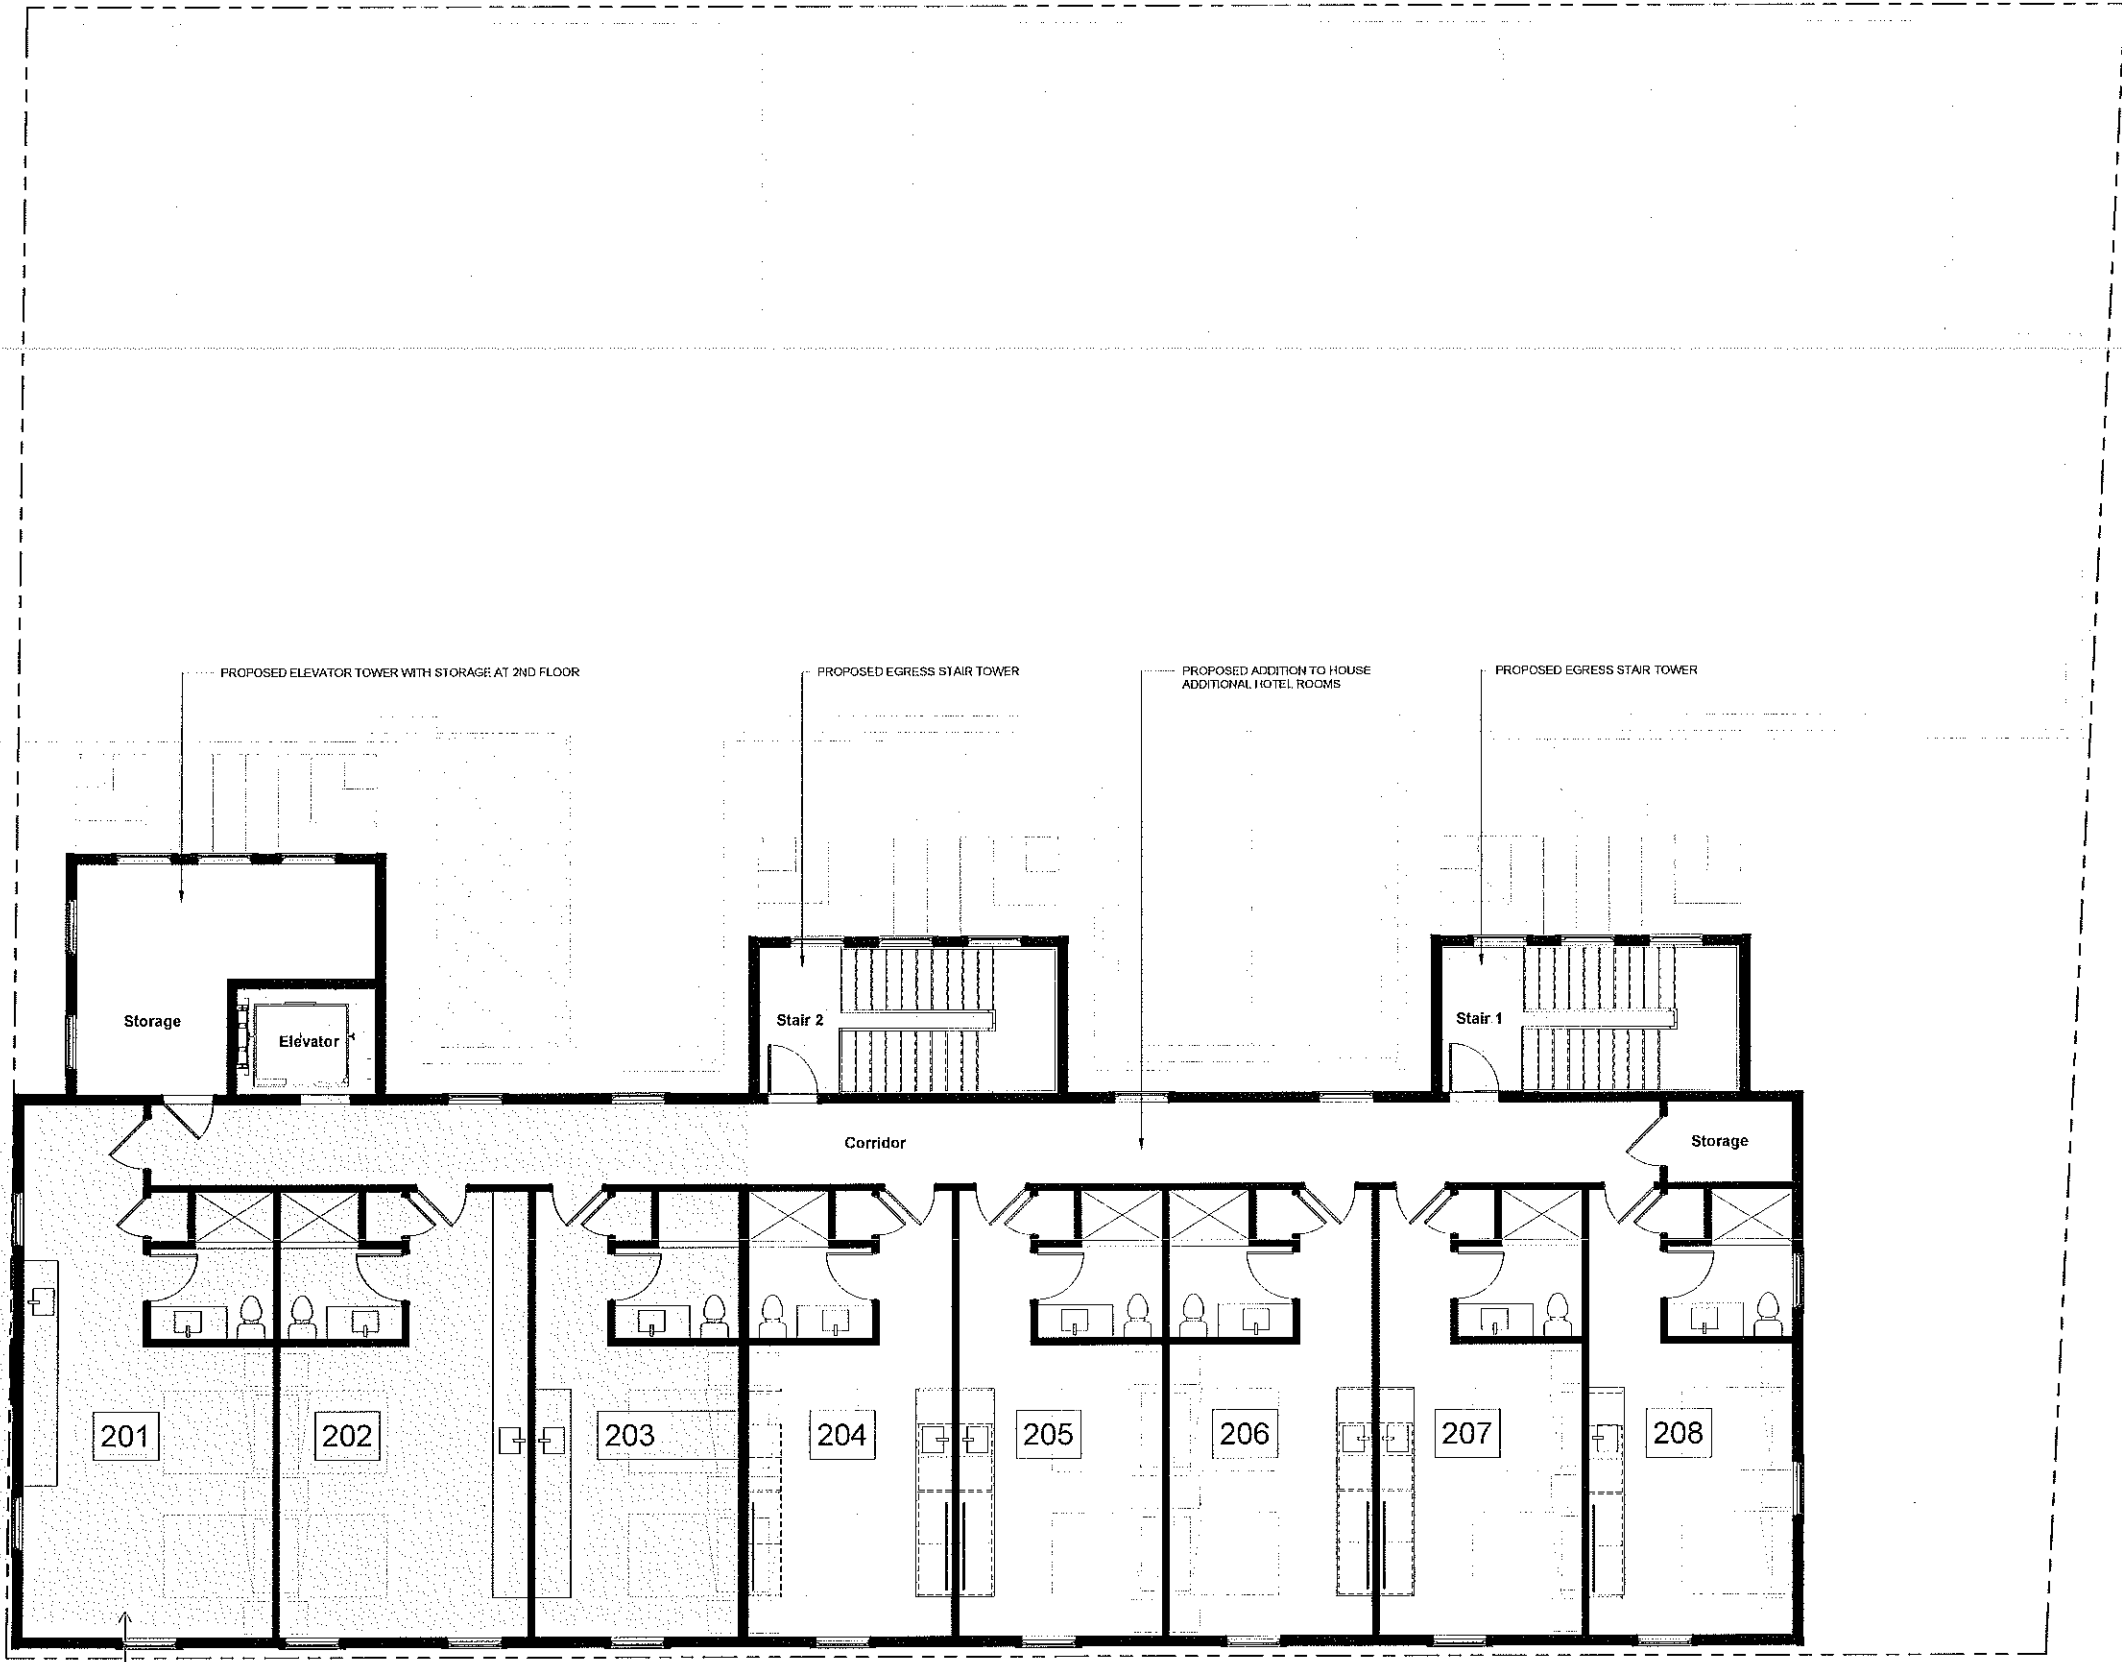 PROPOSED ELEVATOR TOWER WITH STORAGE AT 2ND FLOOR
PROPOSED EGRESS STAIR TOWER
PROPOSED ADDITION TO HOUSE
ADDITIONAL HOTEL ROOMS
PROPOSED EGRESS STAIR TOWER
Storage
Elevator
Stair 2
Stair 1
Corridor
Storage
201
202
203
204
205
206
207
208